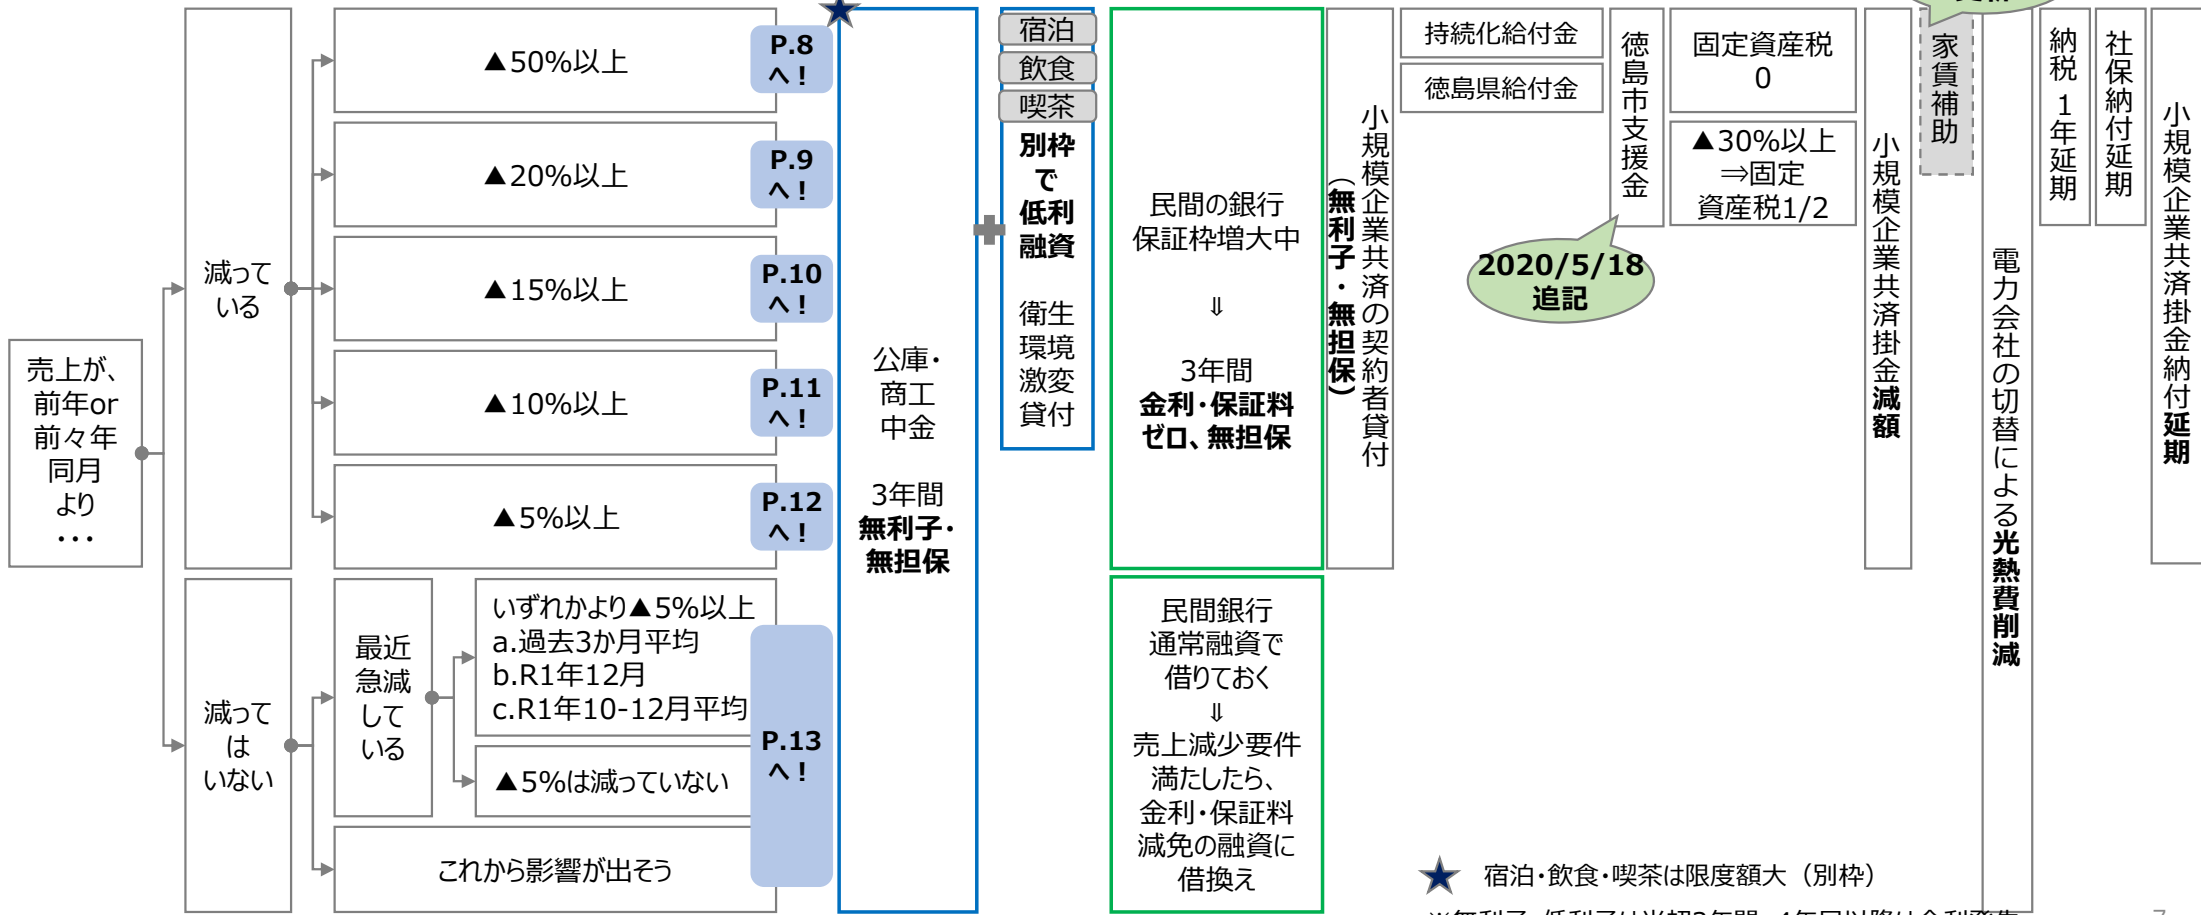 売上が、
前年or
前々年
同月
より
・・・
減って
いる
▲50%以上
P.8
へ！
▲20%以上
P.9
へ！
▲15%以上
P.10
へ！
▲10%以上
P.11
へ！
▲5%以上
P.12
へ！
減って
は
いない
最近
急減
して
いる
いずれかより▲5%以上
a.過去3か月平均
b.R1年12月
c.R1年10-12月平均
▲5%は減っていない
これから影響が出そう
P.13
へ！
公庫・
商工
中金
3年間
無利子・
無担保
宿泊
飲食
喫茶
別枠
で
低利
融資
衛生
環境
激変
貸付
民間の銀行
保証枠増大中
⇓
3年間
金利・保証料
ゼロ、無担保
民間銀行
通常融資で
借りておく
⇓
売上減少要件
満たしたら、
金利・保証料
減免の融資に
借換え
小規模企業共済の契約者貸付
（無利子・無担保）
持続化給付金
徳島県給付金
徳島市支援金
2020/5/18
追記
固定資産税
0
▲30%以上
⇒固定
資産税1/2
小規模企業共済掛金減額
家賃補助
電力会社の切替による光熱費削減
納税１年延期
社保納付延期
小規模企業共済掛金納付延期
★ 宿泊・飲食・喫茶は限度額大（別枠）
7